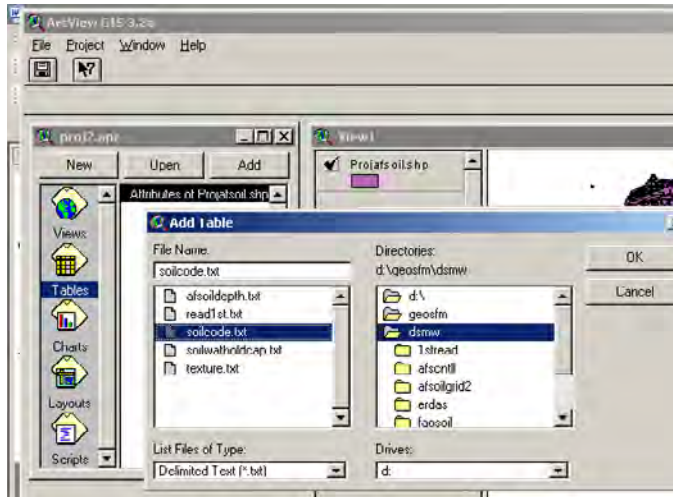 ArcView GIS 3.2a
File Project Window Help
proj2.apr
View1
New Open Add
Projafsoil.shp
Attributes of Projafsoil.shp
Views
Tables
Charts
Layouts
Scripts
Add Table
File Name:
soilcode.txt
afsoildepth.txt
read1st.txt
soilcode.txt
soilwatholdcap.txt
texture.txt
List Files of Type:
Delimited Text (*.txt)
Directories:
d:\geosfm\dsmw
d:\
geosfm
dsmw
1stread
afscntll
afsoilgrid2
erdas
faosoil
Drives:
d:
OK
Cancel